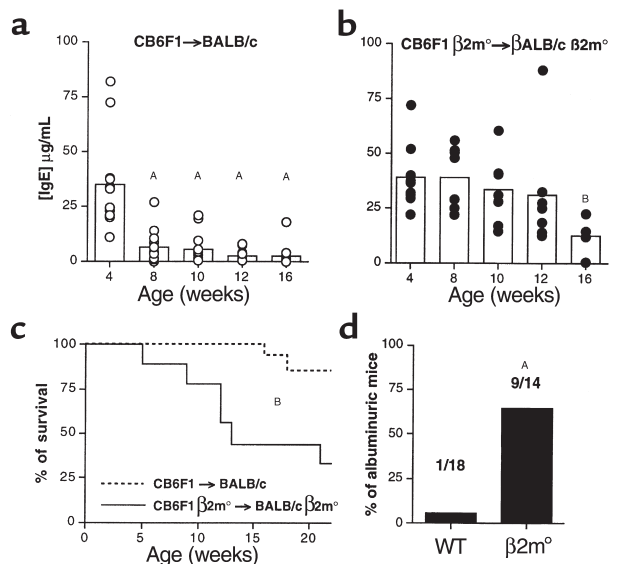 a
CB6F1→BALB/c
[IgE] µg/mL
100
75
50
25
0
A A A A
4 8 10 12 16
Age (weeks)
b
CB6F1 β2m° →βALB/c ß2m°
100
75
50
25
0
B
4 8 10 12 16
Age (weeks)
c
% of survival
100
75
50
25
0
B
CB6F1 → BALB/c
CB6F1 β2m° → BALB/c β2m°
0 5 10 15 20
Age (weeks)
d
% of albuminuric mice
100
75
50
25
0
A
9/14
1/18
WT β2m°